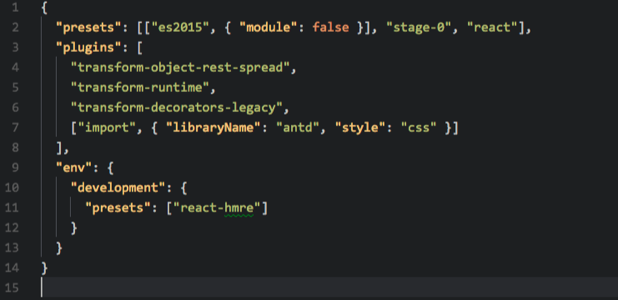 1 {
2 "presets": [["es2015", { "module": false }], "stage-0", "react"],
3 "plugins": [
4 "transform-object-rest-spread",
5 "transform-runtime",
6 "transform-decorators-legacy",
7 ["import", { "libraryName": "antd", "style": "css" }]
8 ],
9 "env": {
10 "development": {
11 "presets": ["react-hmre"]
12 }
13 }
14 }
15